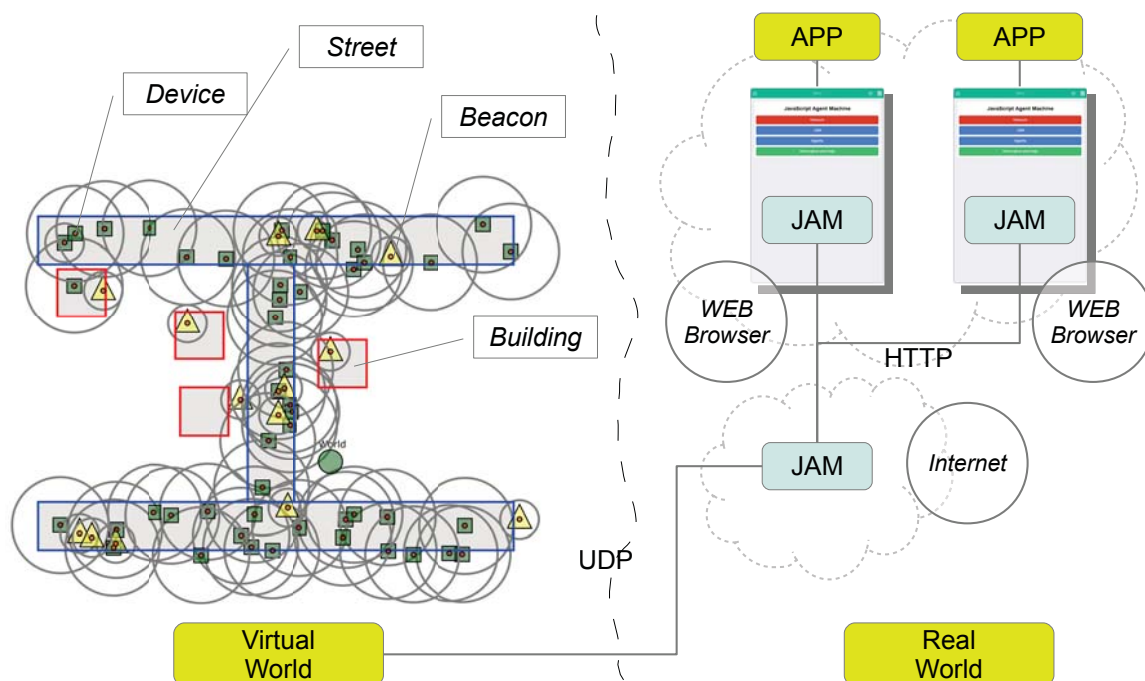 Street
Device
Beacon
Building
World
Virtual
World
UDP
APP
APP
JavaScript Agent Machine
JavaScript Agent Machine
JAM
JAM
WEB
Browser
WEB
Browser
HTTP
JAM
Internet
Real
World